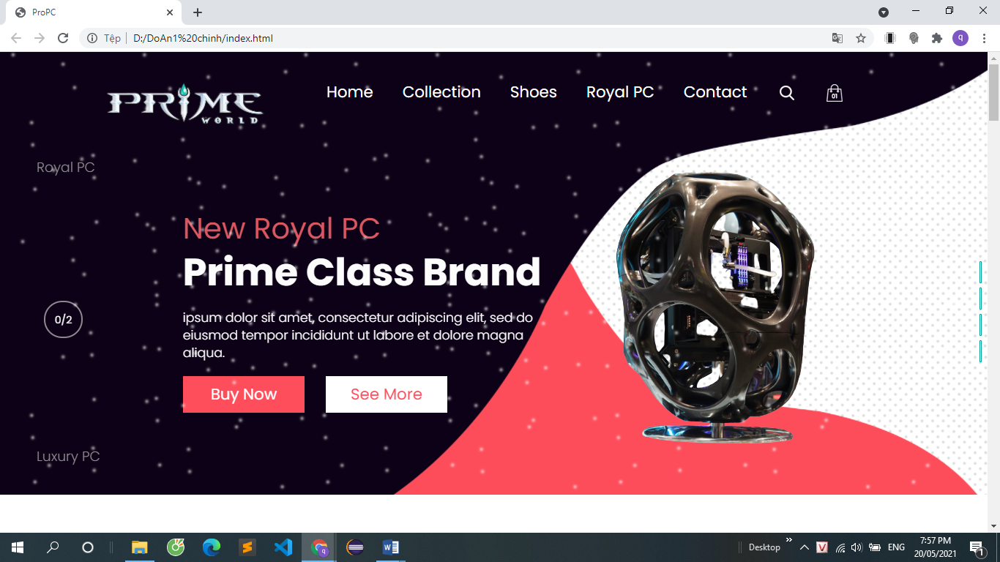 ProPC
Tệp
D:/DoAn1%20chinh/index.html
q
PRIME
WORLD
Home
Collection
Shoes
Royal PC
Contact
01
Royal PC
New Royal PC
Prime Class Brand
0/2
ipsum dolor sit amet, consectetur adipiscing elit, sed do
eiusmod tempor incididunt ut labore et dolore magna
aliqua.
Buy Now
See More
Luxury PC
q
Desktop
V
ENG
7:57 PM
20/05/2021
1